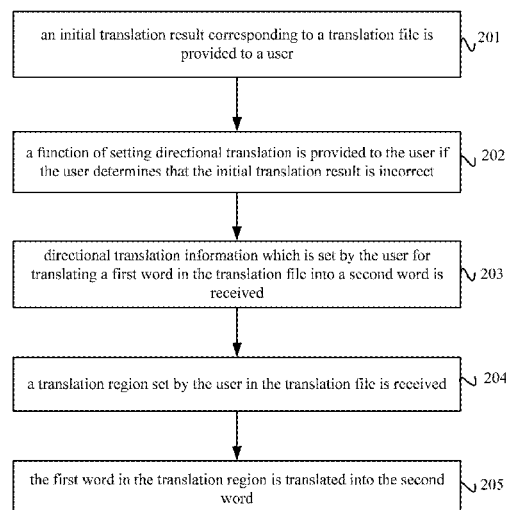 an initial translation result corresponding to a translation file is
provided to a user
201
a function of setting directional translation is provided to the user if
the user determines that the initial translation result is incorrect
202
directional translation information which is set by the user for
translating a first word in the translation file into a second word is
received
203
a translation region set by the user in the translation file is received
204
the first word in the translation region is translated into the second
word
205